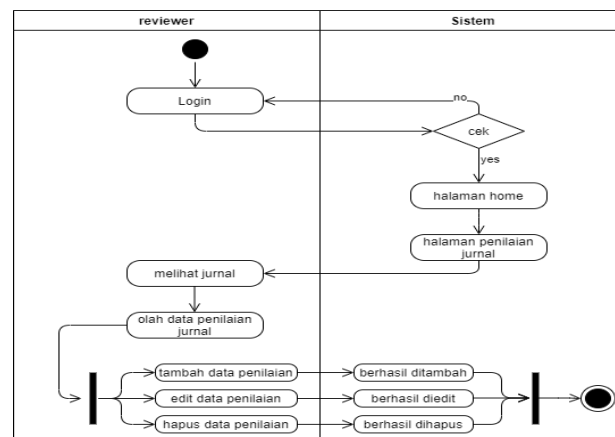 reviewer
Sistem
Login
no
cek
yes
halaman home
halaman penilaian
jurnal
melihat jurnal
olah data penilaian
jurnal
tambah data penilaian
berhasil ditambah
edit data penilaian
berhasil diedit
hapus data penilaian
berhasil dihapus